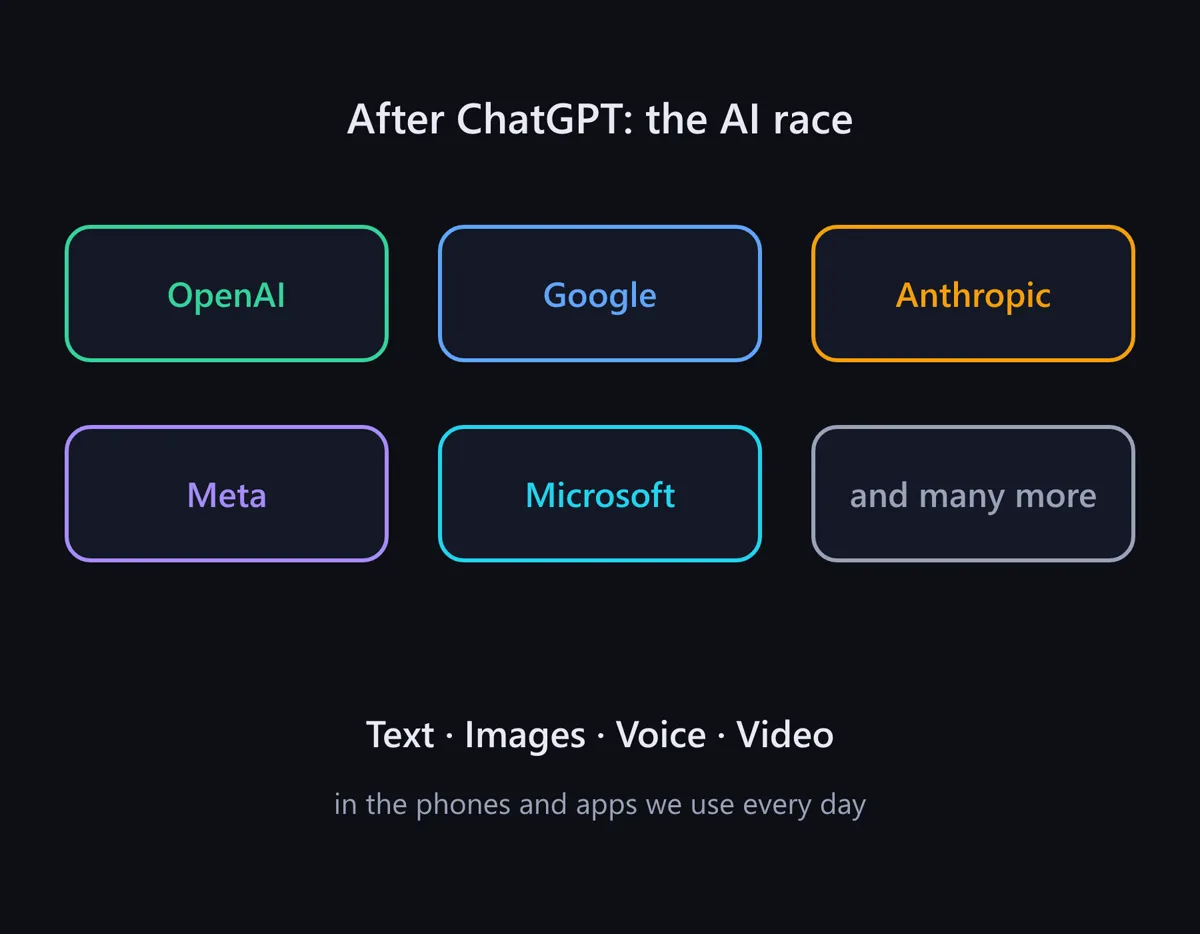 After ChatGPT: the AI race
OpenAI
Google
Anthropic
Meta
Microsoft
and many more
Text · Images · Voice · Video
in the phones and apps we use every day